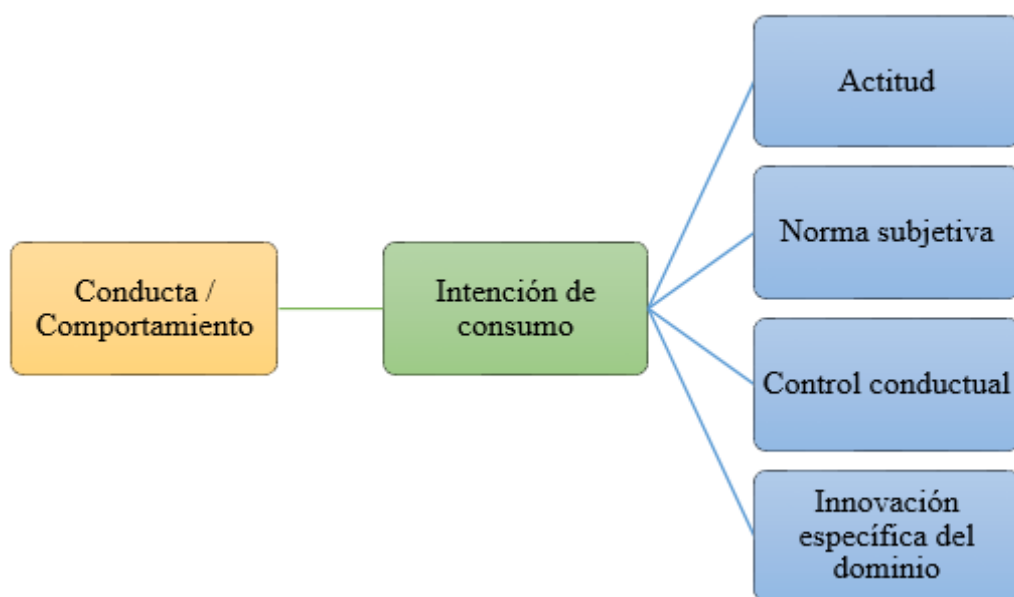 Conducta /
Comportamiento
Intención de
consumo
Actitud
Norma subjetiva
Control conductual
Innovación
específica del
dominio